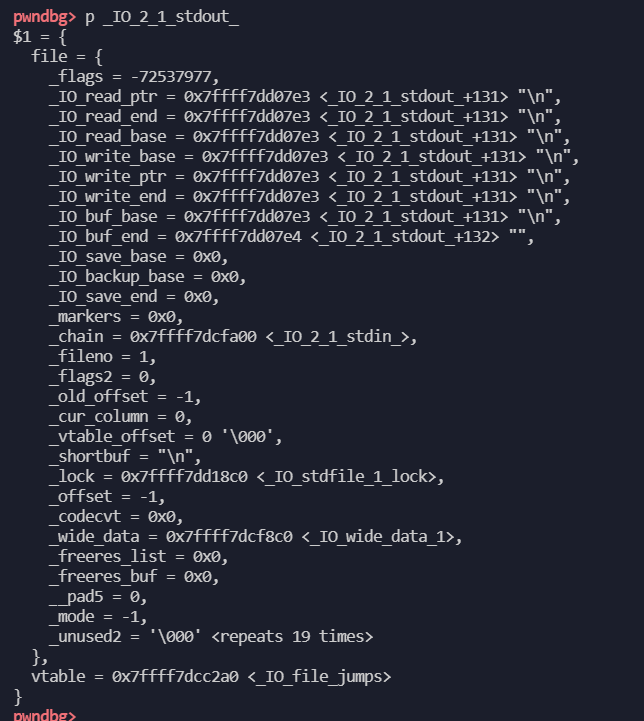 pwndbg> p _IO_2_1_stdout_
$1 = {
  file = {
    _flags = -72537977,
    _IO_read_ptr = 0x7ffff7dd07e3 <_IO_2_1_stdout_+131> "\n",
    _IO_read_end = 0x7ffff7dd07e3 <_IO_2_1_stdout_+131> "\n",
    _IO_read_base = 0x7ffff7dd07e3 <_IO_2_1_stdout_+131> "\n",
    _IO_write_base = 0x7ffff7dd07e3 <_IO_2_1_stdout_+131> "\n",
    _IO_write_ptr = 0x7ffff7dd07e3 <_IO_2_1_stdout_+131> "\n",
    _IO_write_end = 0x7ffff7dd07e3 <_IO_2_1_stdout_+131> "\n",
    _IO_buf_base = 0x7ffff7dd07e3 <_IO_2_1_stdout_+131> "\n",
    _IO_buf_end = 0x7ffff7dd07e4 <_IO_2_1_stdout_+132> "",
    _IO_save_base = 0x0,
    _IO_backup_base = 0x0,
    _IO_save_end = 0x0,
    _markers = 0x0,
    _chain = 0x7ffff7dcfa00 <_IO_2_1_stdin_>,
    _fileno = 1,
    _flags2 = 0,
    _old_offset = -1,
    _cur_column = 0,
    _vtable_offset = 0 '\000',
    _shortbuf = "\n",
    _lock = 0x7ffff7dd18c0 <_IO_stdfile_1_lock>,
    _offset = -1,
    _codecvt = 0x0,
    _wide_data = 0x7ffff7dcf8c0 <_IO_wide_data_1>,
    _freeres_list = 0x0,
    _freeres_buf = 0x0,
    __pad5 = 0,
    _mode = -1,
    _unused2 = '\000' <repeats 19 times>
  },
  vtable = 0x7ffff7dcc2a0 <_IO_file_jumps>
}
pwndbg>